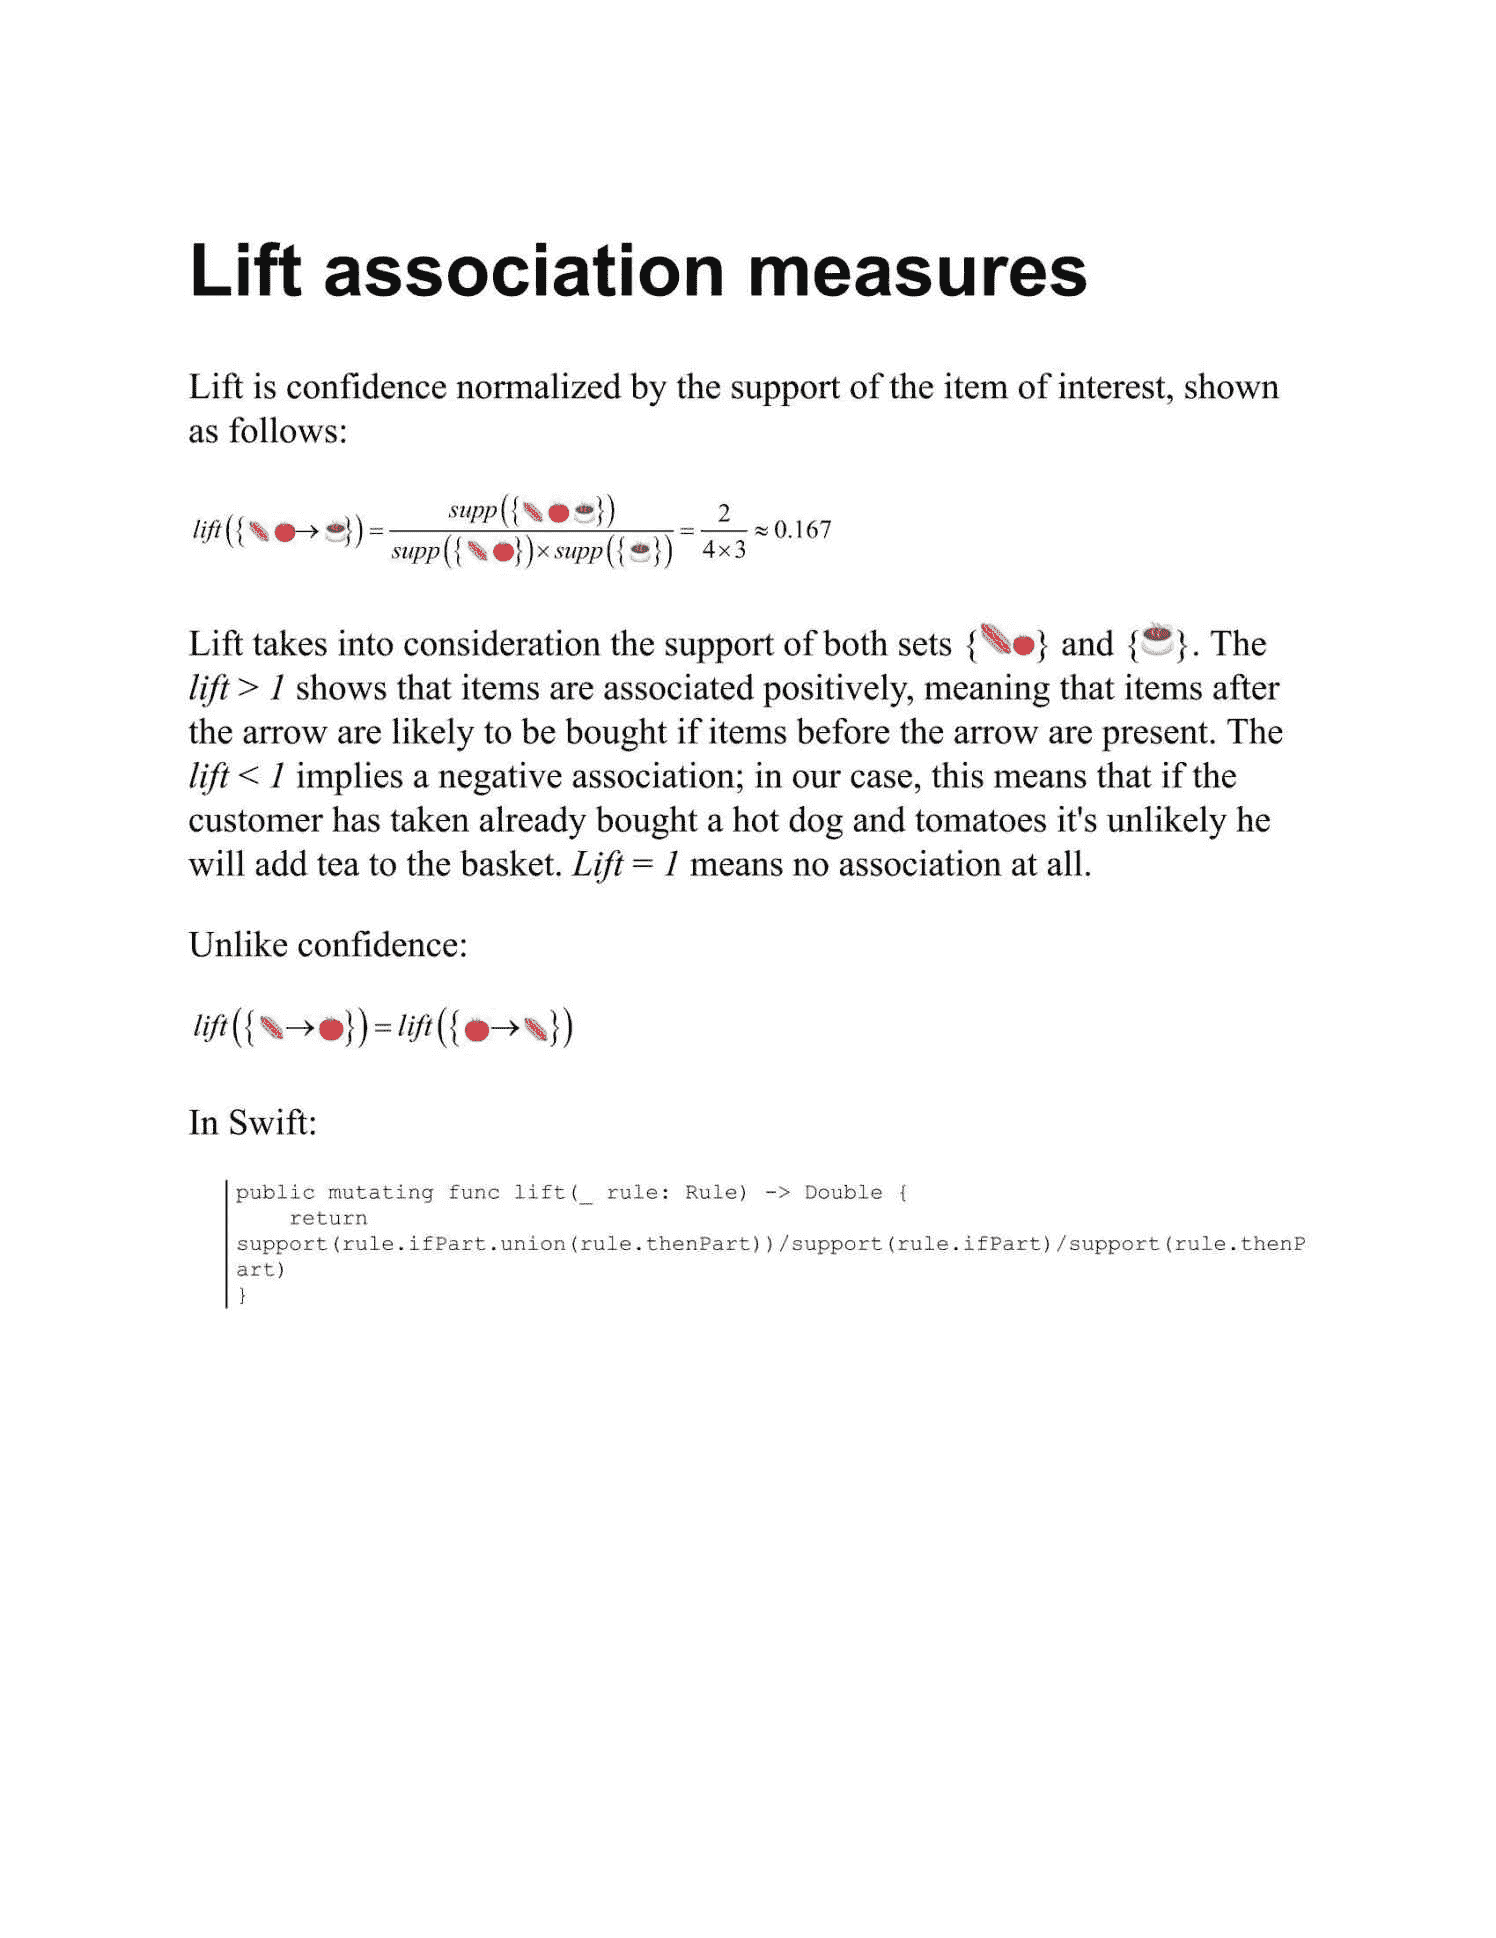 Lift association measures
Lift is confidence normalized by the support of the item of interest, shown
as follows:
lift({🌭🍅→🍵}) = supp({🌭🍅🍵}) / supp({🌭🍅})×supp({🍵}) = 2 / 4×3 ≈ 0.167
Lift takes into consideration the support of both sets {🌭🍅} and {🍵}. The
lift > 1 shows that items are associated positively, meaning that items after
the arrow are likely to be bought if items before the arrow are present. The
lift < 1 implies a negative association; in our case, this means that if the
customer has taken already bought a hot dog and tomatoes it's unlikely he
will add tea to the basket. Lift = 1 means no association at all.
Unlike confidence:
lift({🌭→🍅}) = lift({🍅→🌭})
In Swift:
public mutating func lift(_ rule: Rule) -> Double {
return
support(rule.ifPart.union(rule.thenPart))/support(rule.ifPart)/support(rule.thenP
art)
}